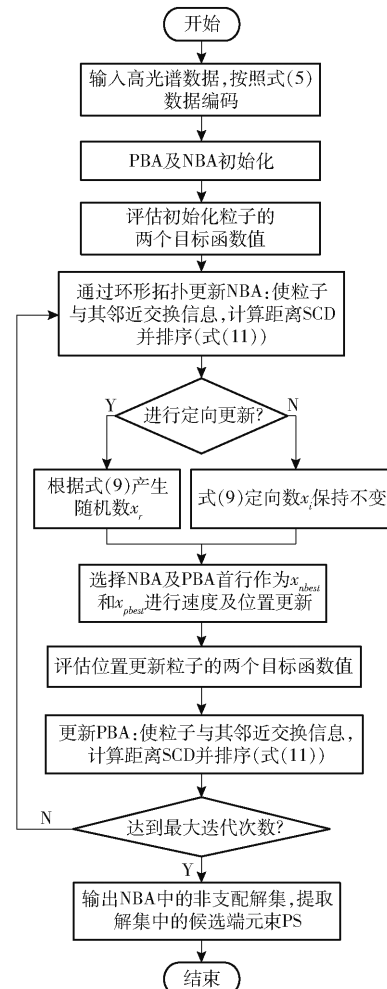 开始
输入高光谱数据,按照式(5)
数据编码
PBA及NBA初始化
评估初始化粒子的
两个目标函数值
通过环形拓扑更新NBA:使粒子
与其邻近交换信息,计算距离SCD
并排序(式(11))
进行定向更新?
Y
N
根据式(9)产生
随机数x_r
式(9)定向数x_i保持不变
选择NBA及PBA首行作为x_nbest
和x_pbest进行速度及位置更新
评估位置更新粒子的两个目标函数值
更新PBA:使粒子与其邻近交换信息,
计算距离SCD并排序(式(11))
N
达到最大迭代次数?
Y
输出NBA中的非支配解集,提取
解集中的候选端元束PS
结束